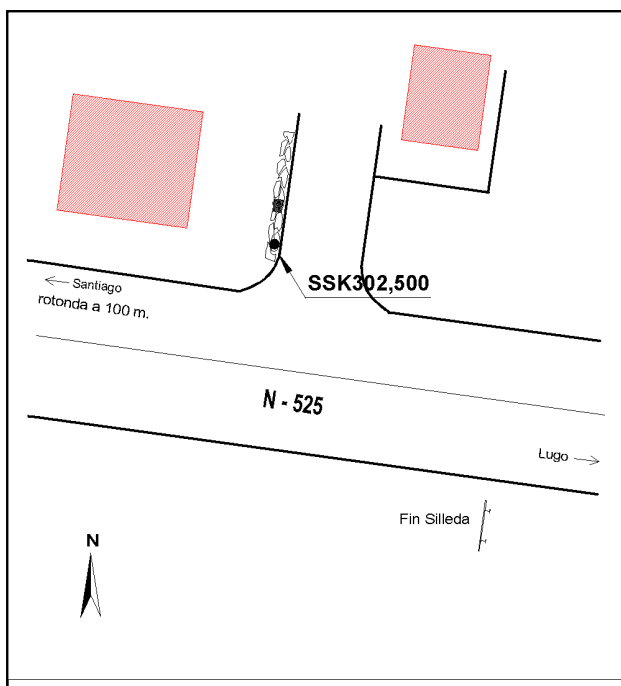 SSK302,500
Santiago
rotonda a 100 m.
N - 525
Lugo
Fin Silleda
N